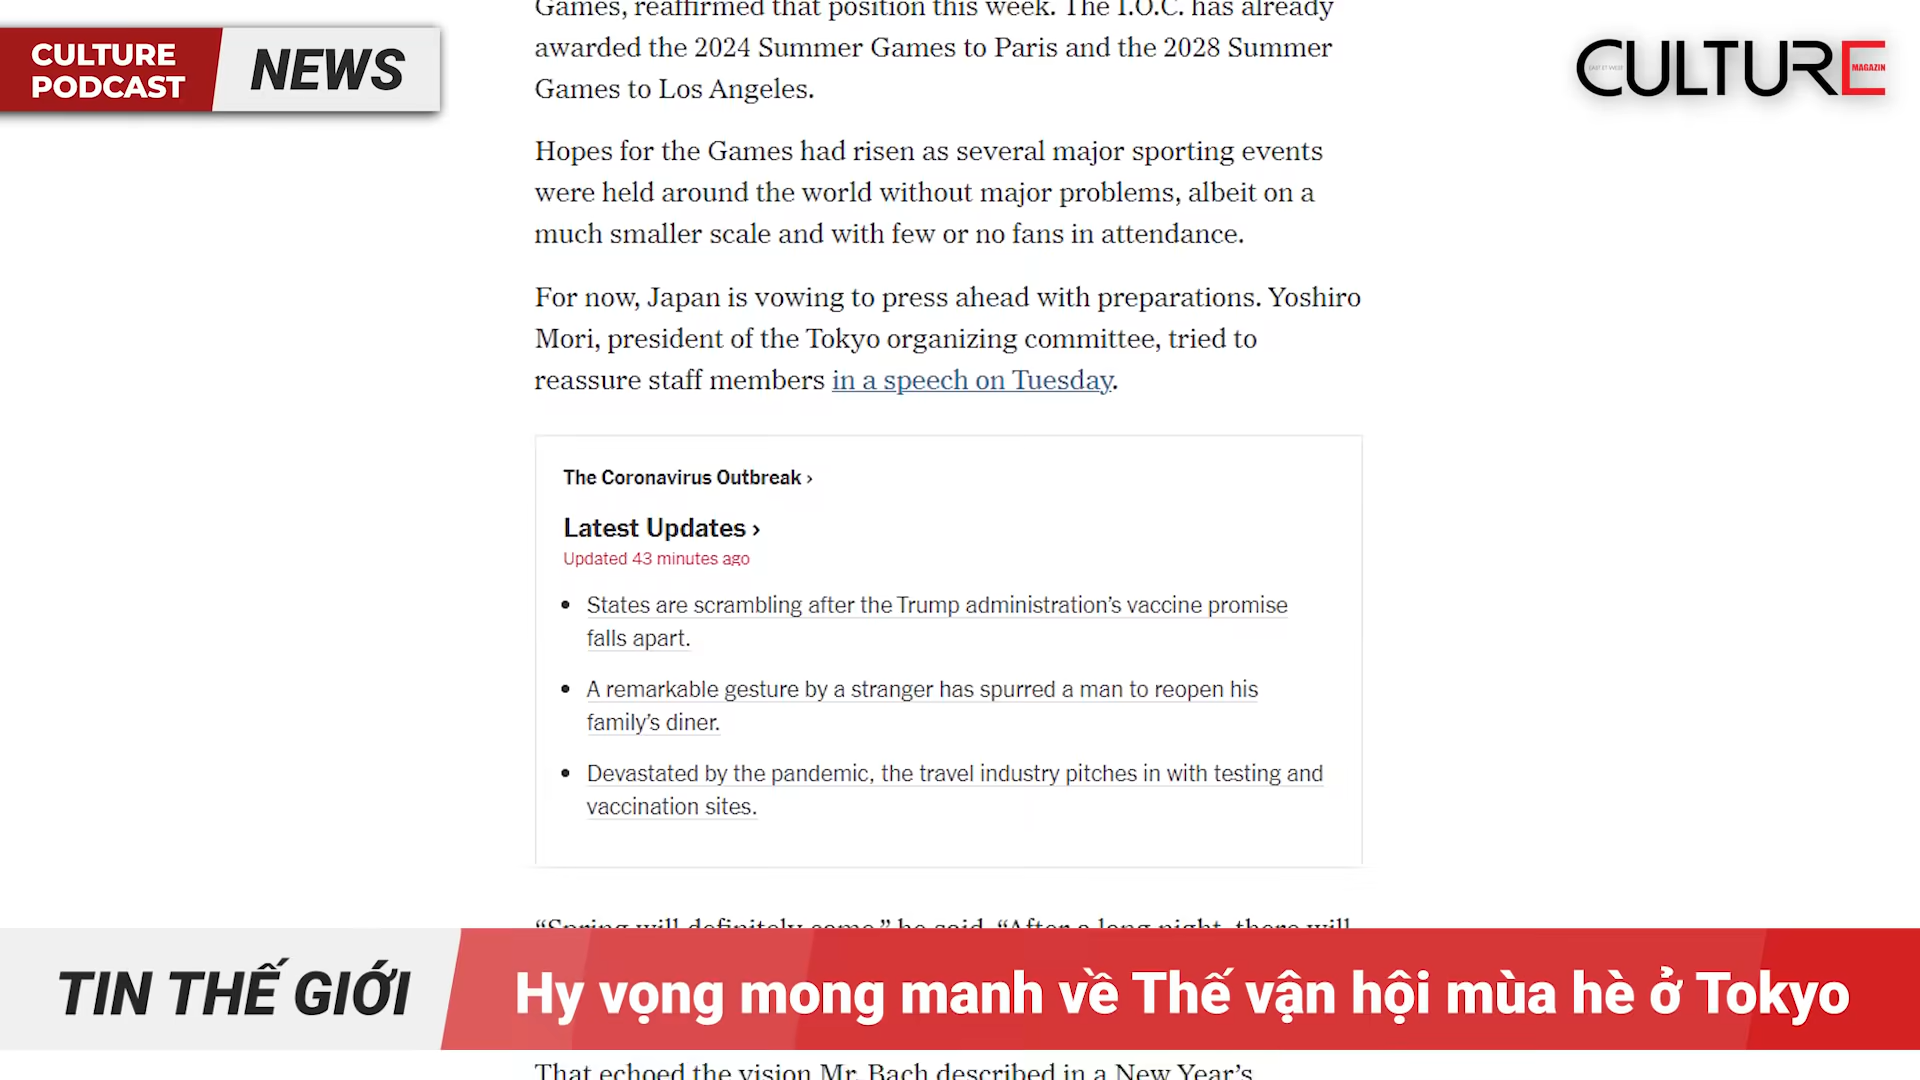 Games, reaffirmed that position this week. The I.O.C. has already
CULTURE
PODCAST
NEWS
CULTURE
MAGAZIN
awarded the 2024 Summer Games to Paris and the 2028 Summer
Games to Los Angeles.
Hopes for the Games had risen as several major sporting events
were held around the world without major problems, albeit on a
much smaller scale and with few or no fans in attendance.
For now, Japan is vowing to press ahead with preparations. Yoshiro
Mori, president of the Tokyo organizing committee, tried to
reassure staff members in a speech on Tuesday.
The Coronavirus Outbreak ›
Latest Updates ›
Updated 43 minutes ago
• States are scrambling after the Trump administration’s vaccine promise
falls apart.
• A remarkable gesture by a stranger has spurred a man to reopen his
family’s diner.
• Devastated by the pandemic, the travel industry pitches in with testing and
vaccination sites.
“Spring will definitely come,” he said. “After a long night, there will
TIN THẾ GIỚI
Hy vọng mong manh về Thế vận hội mùa hè ở Tokyo
That echoed the vision Mr. Bach described in a New Year’s